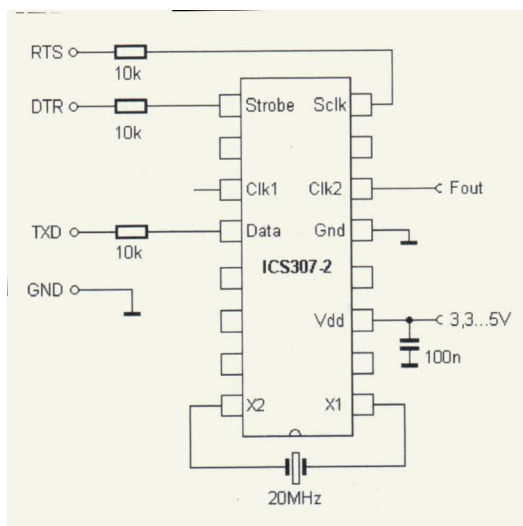 RTS
10k
DTR
10k
Strobe Sclk
Clk1 Clk2
Fout
TXD
10k
Data Gnd
ICS307-2
GND
Vdd
3,3...5V
100n
X2 X1
20MHz